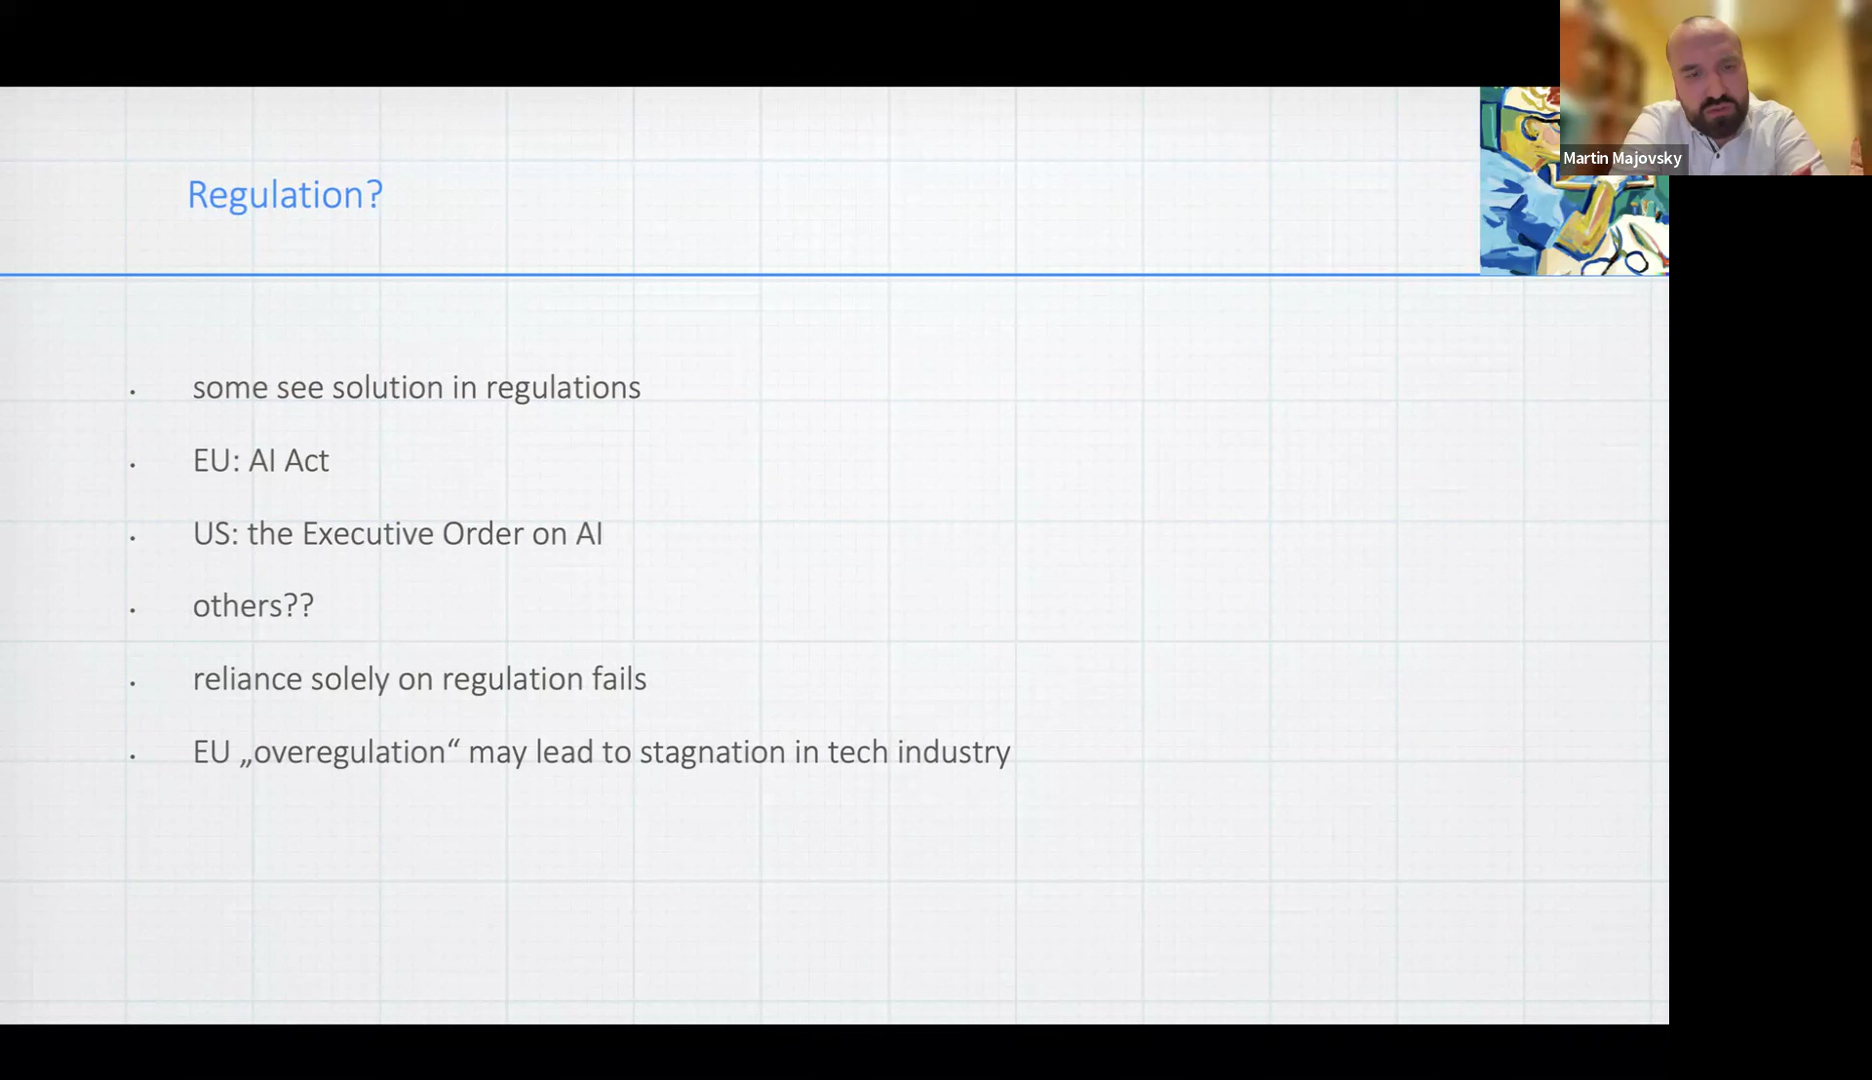 Martin Majovsky
Regulation?
some see solution in regulations
EU: AI Act
US: the Executive Order on AI
others??
reliance solely on regulation fails
EU „overegulation“ may lead to stagnation in tech industry